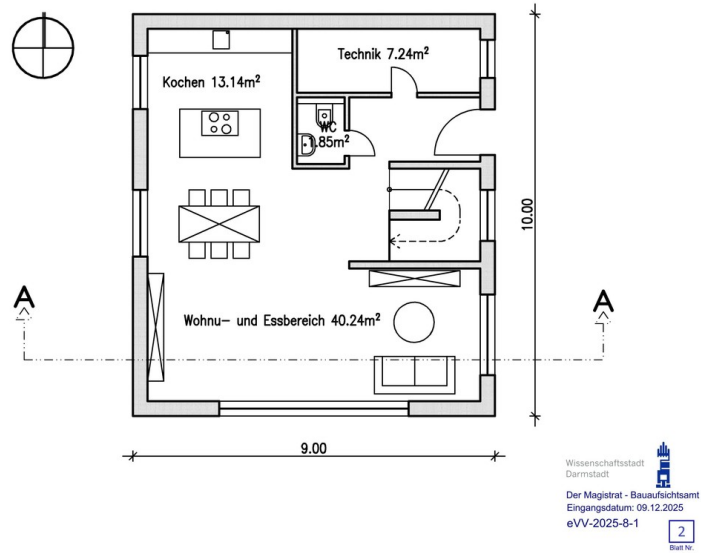 Technik 7.24m²
Kochen 13.14m²
WC
1.85m²
10.00
A
A
Wohnu- und Essbereich 40.24m²
9.00
Wissenschaftsstadt
Darmstadt
Der Magistrat - Bauaufsichtsamt
Eingangsdatum: 09.12.2025
eVV-2025-8-1
2
Blatt Nr.